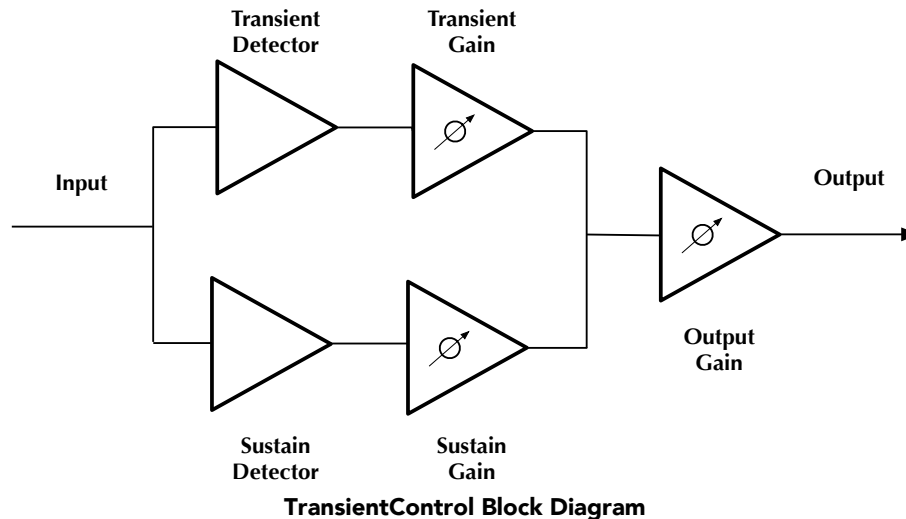 Transient
Detector
Transient
Gain
Input
Output
Output
Gain
Sustain
Detector
Sustain
Gain
TransientControl Block Diagram